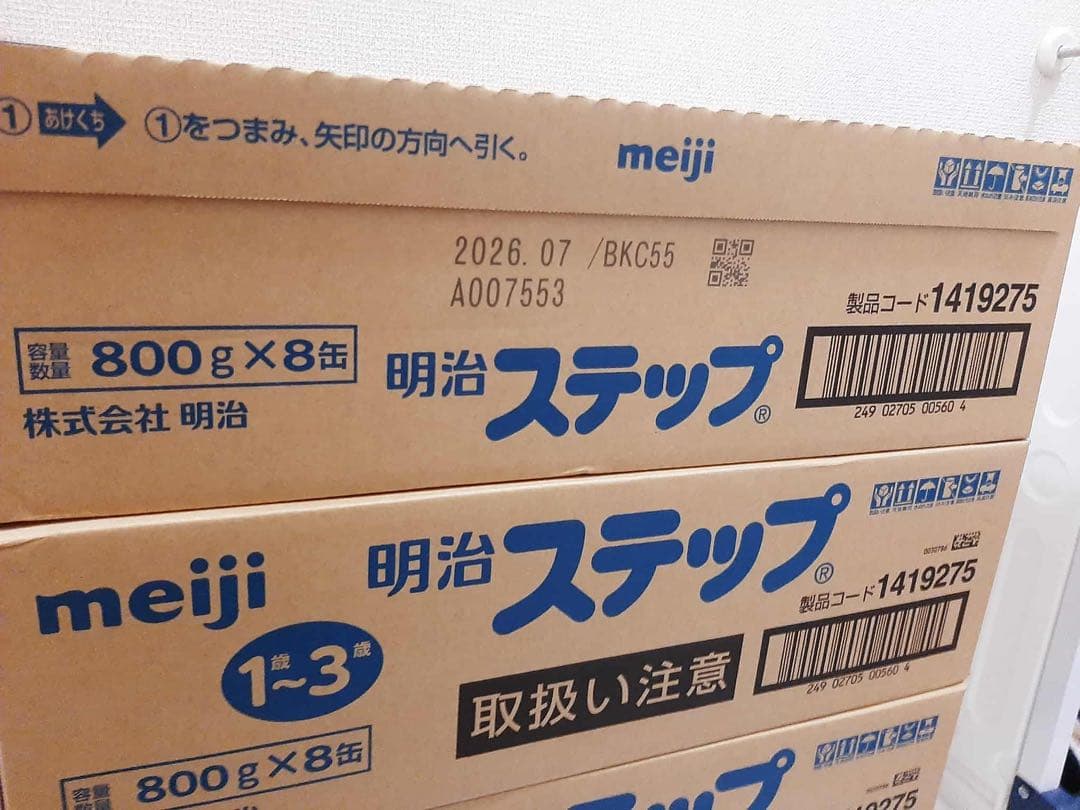 ① あけくち ①をつまみ、矢印の方向へ引く。
meiji
2026.07 /BKC55
A007553
製品コード1419275
249 02705 00560 4
容量
数量 800g×8缶
株式会社 明治
明治ステップ®
meiji
明治ステップ®
1歳~3歳
取扱い注意
0030786
製品コード1419275
249 02705 00560 4
容量
数量 800g×8缶
ステップ